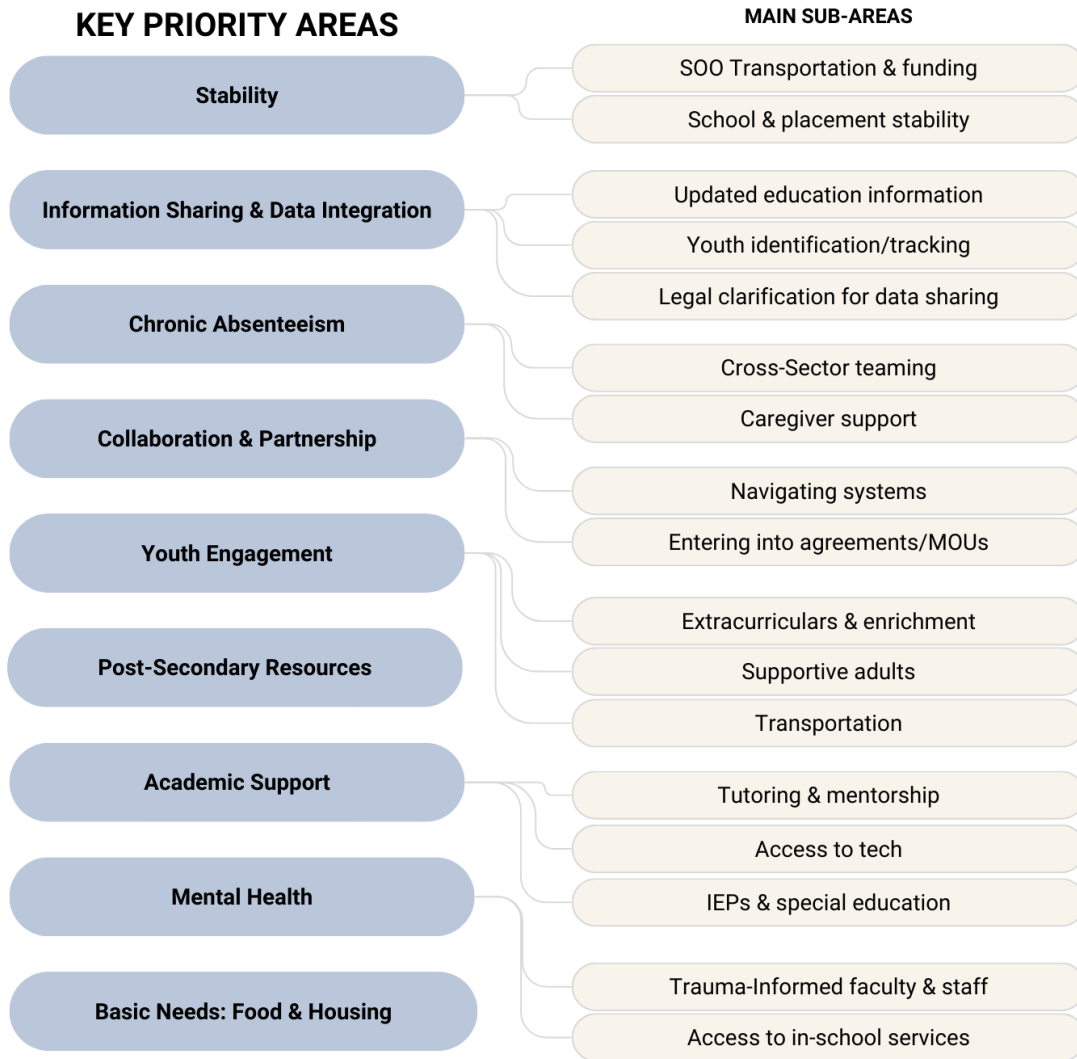 KEY PRIORITY AREAS
MAIN SUB-AREAS
Stability
SOO Transportation & funding
School & placement stability
Information Sharing & Data Integration
Updated education information
Youth identification/tracking
Legal clarification for data sharing
Chronic Absenteeism
Cross-Sector teaming
Caregiver support
Collaboration & Partnership
Navigating systems
Entering into agreements/MOUs
Youth Engagement
Extracurriculars & enrichment
Supportive adults
Transportation
Post-Secondary Resources
Academic Support
Tutoring & mentorship
Access to tech
IEPs & special education
Mental Health
Trauma-Informed faculty & staff
Access to in-school services
Basic Needs: Food & Housing